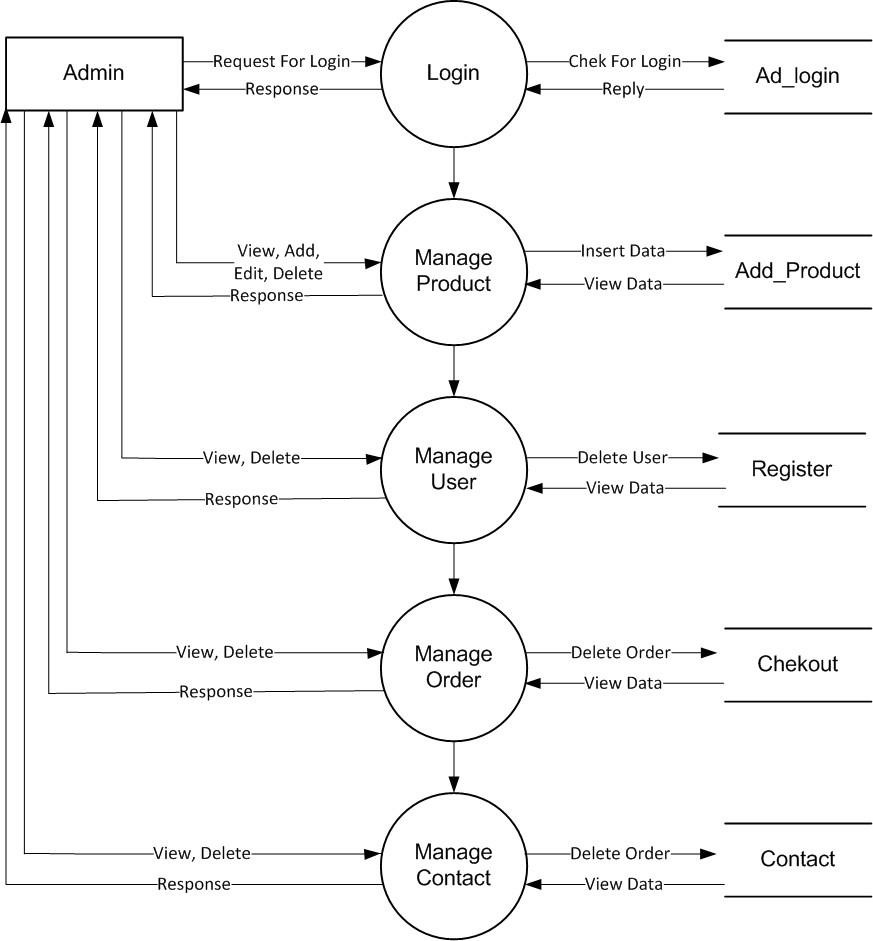 Admin
Request For Login
Response
Login
Chek For Login
Reply
Ad_login
View, Add,
Edit, Delete
Response
Manage
Product
Insert Data
View Data
Add_Product
View, Delete
Response
Manage
User
Delete User
View Data
Register
View, Delete
Response
Manage
Order
Delete Order
View Data
Chekout
View, Delete
Response
Manage
Contact
Delete Order
View Data
Contact